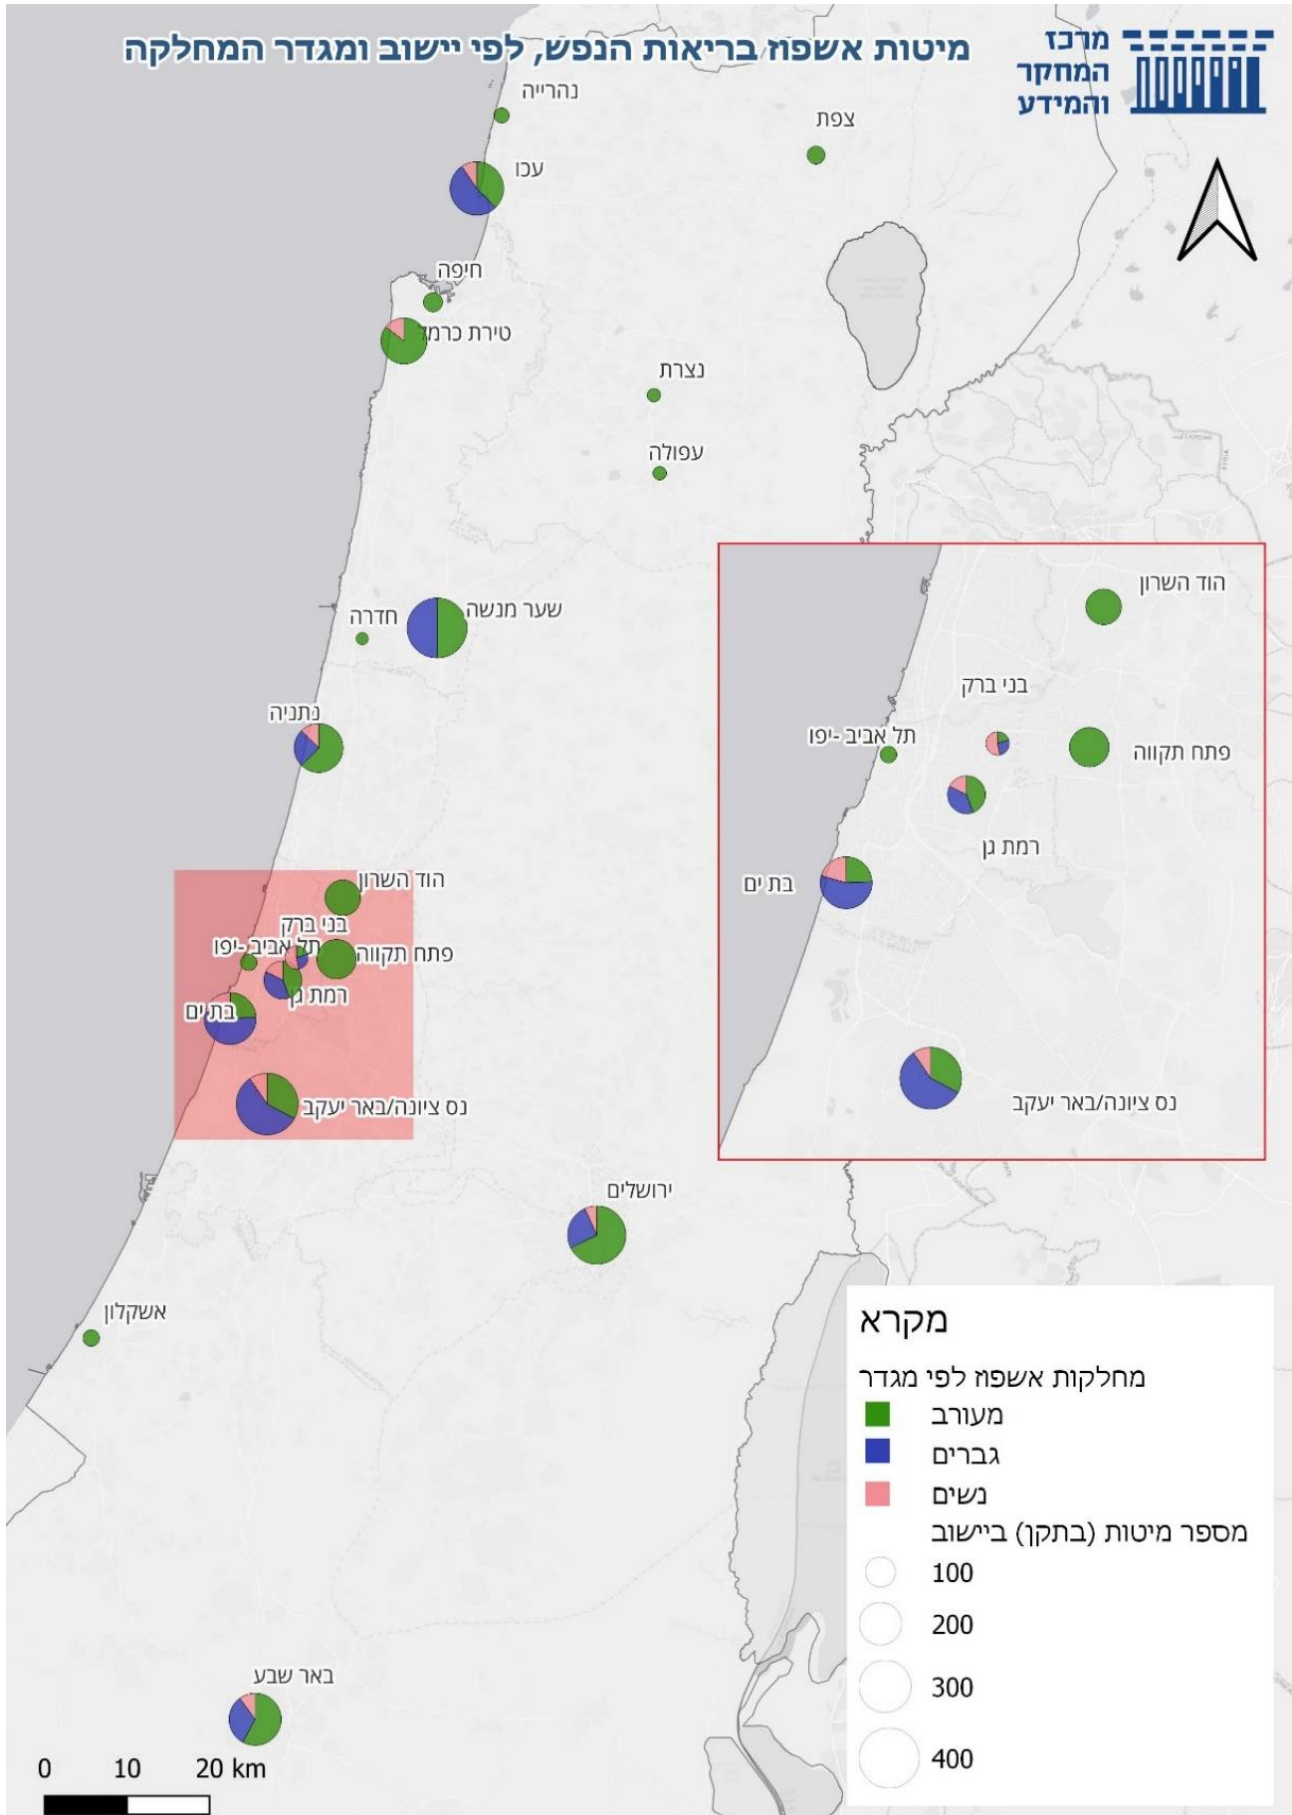 מיטות אשפוז בריאות הנפש, לפי יישוב ומגדר המחלקה
מרכז
המחקר
והמידע
נהרייה
צפת
עכו
חיפה
טירת כרמל
נצרת
עפולה
שער מנשה
חדרה
נתניה
הוד השרון
בני ברק
תל אביב -יפו
פתח תקווה
רמת גן
בת ים
נס ציונה/באר יעקב
הוד השרון
בני ברק
תל אביב -יפו
פתח תקווה
רמת גן
בת ים
נס ציונה/באר יעקב
ירושלים
אשקלון
באר שבע
מקרא
מחלקות אשפוז לפי מגדר
מעורב
גברים
נשים
מספר מיטות (בתקן) ביישוב
100
200
300
400
0 10 20 km